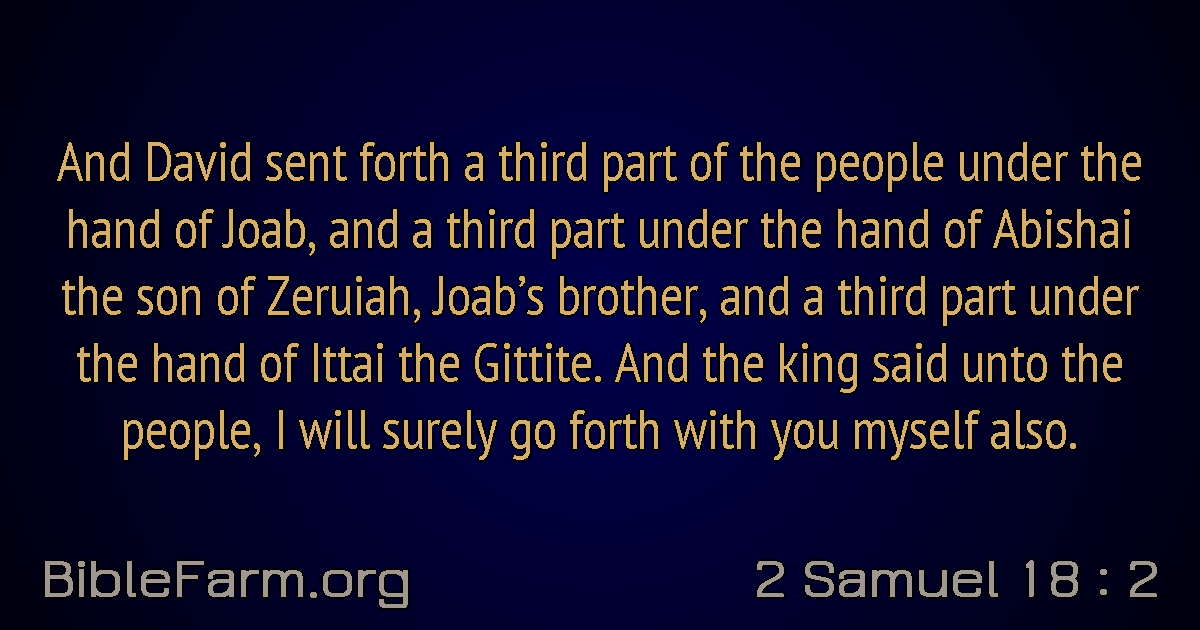 And David sent forth a third part of the people under the
hand of Joab, and a third part under the hand of Abishai
the son of Zeruiah, Joab’s brother, and a third part under
the hand of Ittai the Gittite. And the king said unto the
people, I will surely go forth with you myself also.
BibleFarm.org
2 Samuel 18 : 2